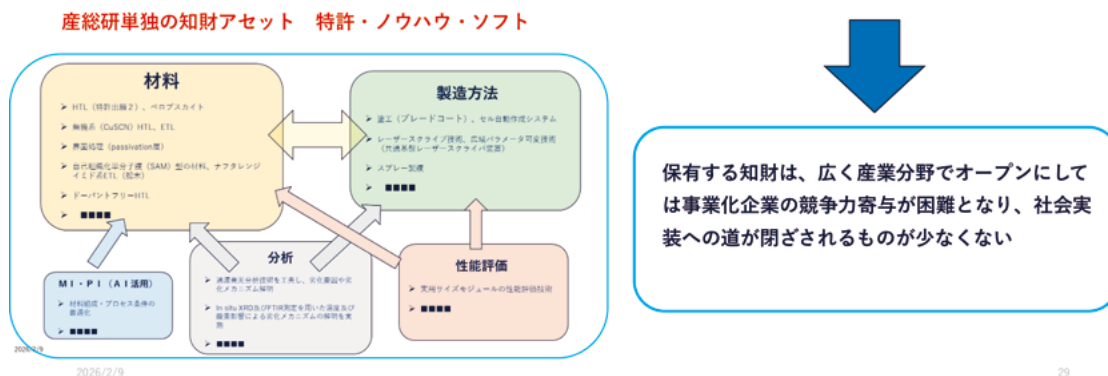 産総研単独の知財アセット　特許・ノウハウ・ソフト
材料
➢ HTL（特許出願２）、ペロブスカイト
➢ 無機系（CuSCN）HTL、ETL
➢ 界面処理（passivation層）
➢ 自己組織化単分子膜（SAM）型の材料、ナフタレンジ
イミド系ETL（粉末）
➢ ドーパントフリーHTL
➢ ■■■■
製造方法
➢ 塗工（ブレードコート）、セル自動作成システム
➢ レーザースクライブ技術、広域パラメータ可変技術
（共通基盤レーザースクライバ装置）
➢ スプレー製膜
➢ ■■■■
MI・PI（AI活用）
➢ 材料組成・プロセス条件の
最適化
➢ ■■■■
分析
➢ 過渡吸光分析技術を工夫し、劣化要因や劣
化メカニズム解明
➢ In situ XRD及びFTIR測定を用いた温度及び
による劣化メカニズムの解明を実
施
➢ ■■■■
性能評価
➢ 実用サイズモジュールの性能評価技術
➢ ■■■■
保有する知財は、広く産業分野でオープンにして
は事業化企業の競争力寄与が困難となり、社会実
装への道が閉ざされるものが少なくない
2026/2/9
2026/2/9
29